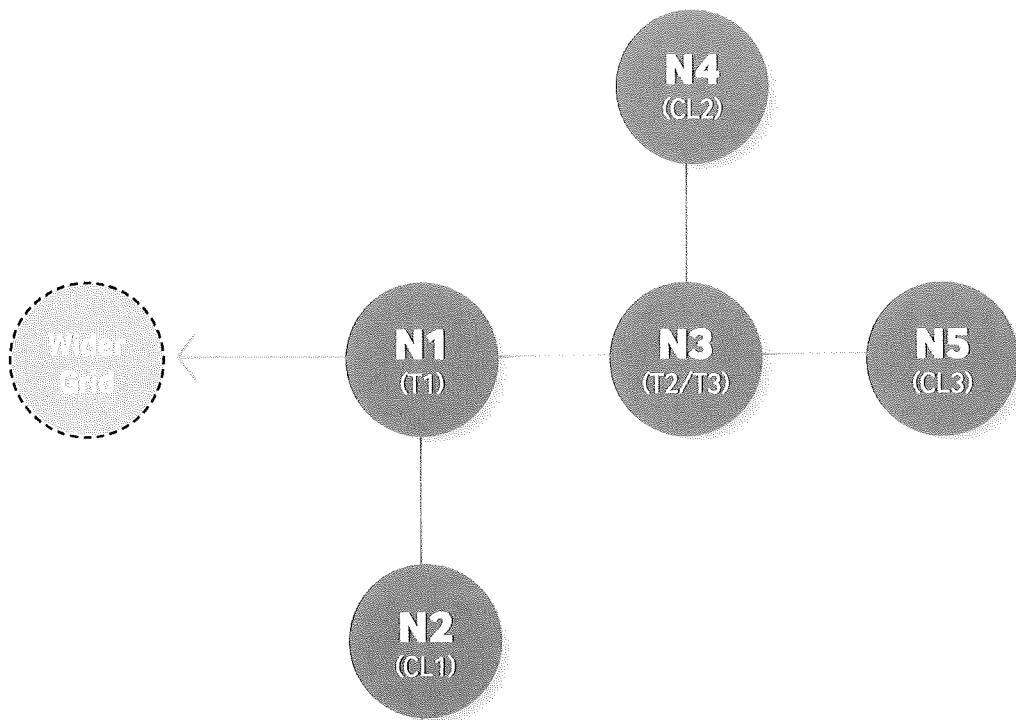 N4
(CL2)
Wider
Grid
N1
(T1)
N3
(T2/T3)
N5
(CL3)
N2
(CL1)